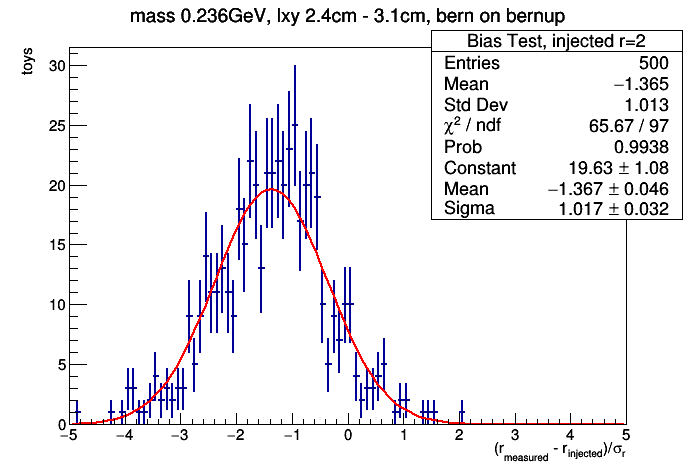 mass 0.236GeV, lxy 2.4cm - 3.1cm, bern on bernup
Bias Test, injected r=2
Entries 500
Mean −1.365
Std Dev 1.013
χ² / ndf 65.67 / 97
Prob 0.9938
Constant 19.63 ± 1.08
Mean −1.367 ± 0.046
Sigma 1.017 ± 0.032
toys
30
25
20
15
10
5
0
−5 −4 −3 −2 −1 0 1 2 3 4 5
(r_measured - r_injected)/σ_r